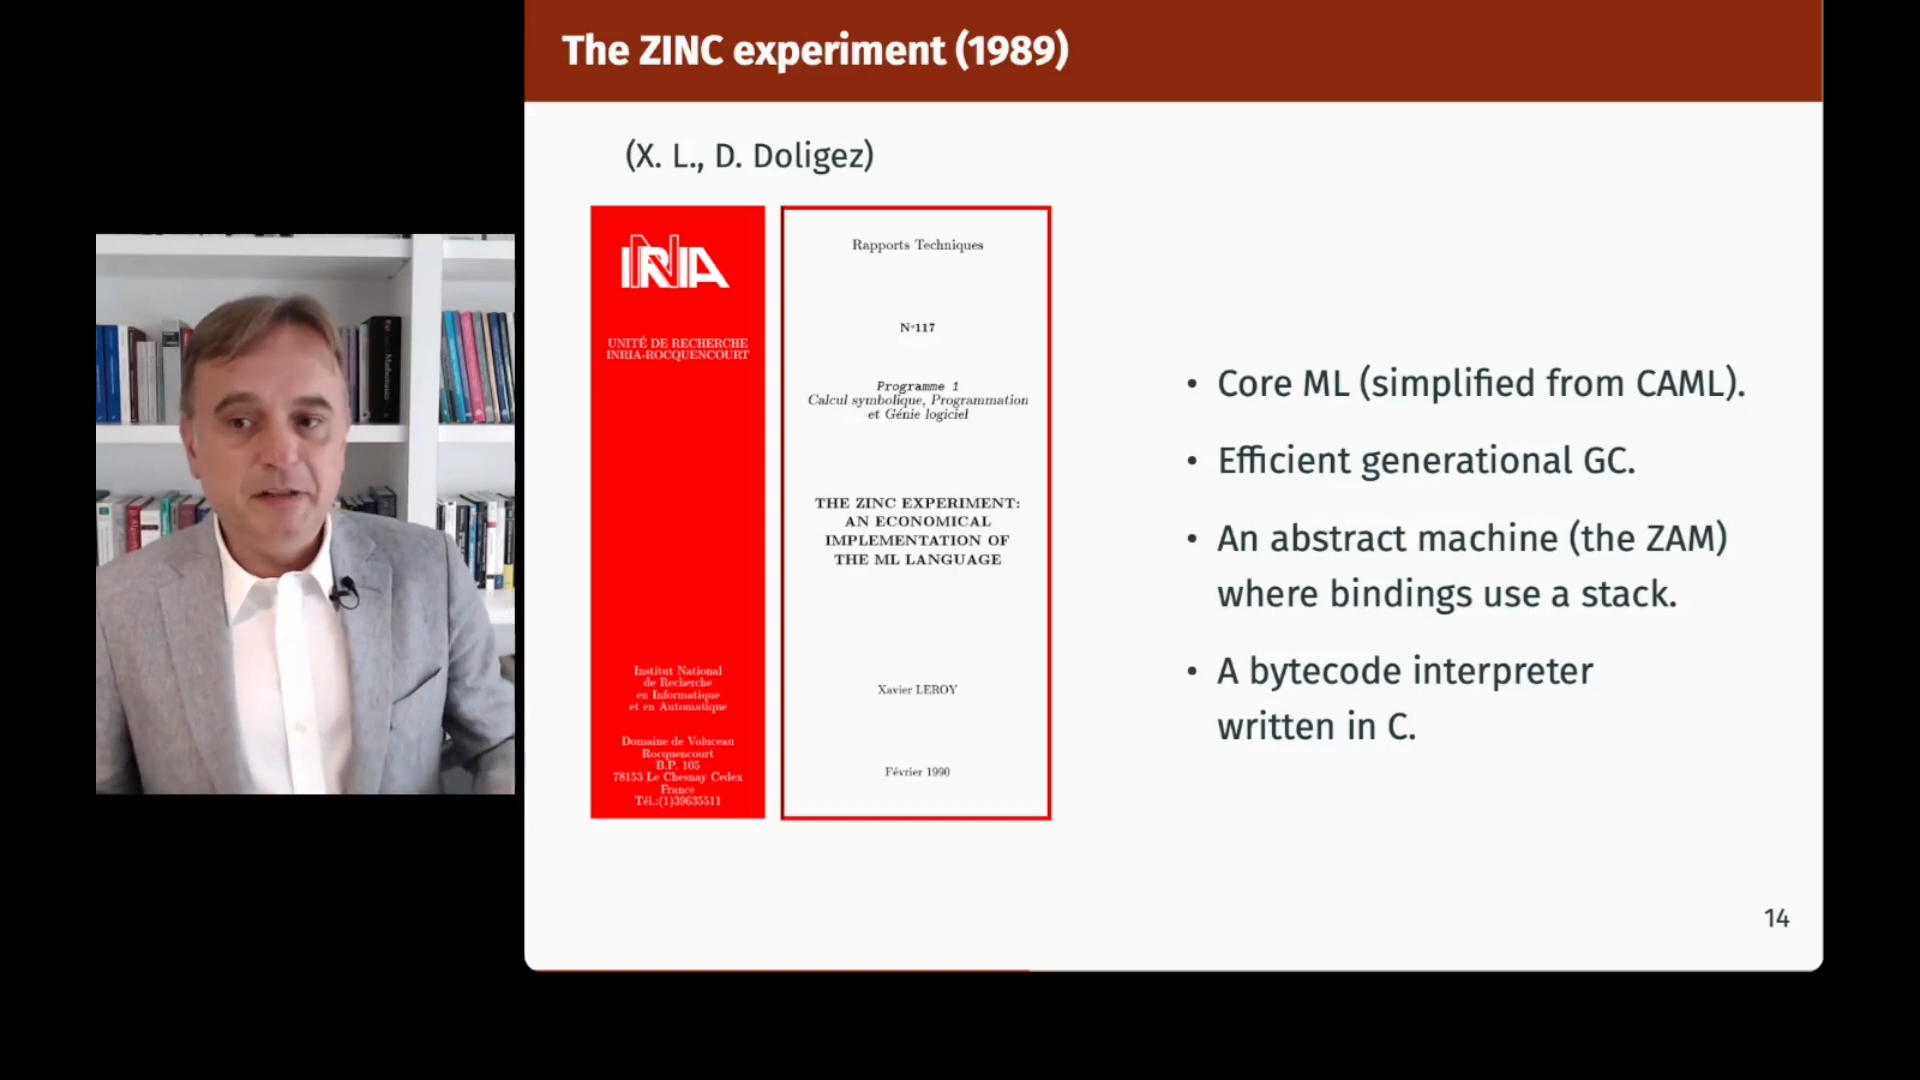 The ZINC experiment (1989)
(X. L., D. Doligez)
INRIA
UNITÉ DE RECHERCHE
INRIA-ROCQUENCOURT
Institut National
de Recherche
en Informatique
et en Automatique
Domaine de Voluceau
Rocquencourt
B.P. 105
78153 Le Chesnay Cedex
France
Tél.:(1)39635511
Rapports Techniques
N°117
Programme 1
Calcul symbolique, Programmation
et Génie logiciel
THE ZINC EXPERIMENT:
AN ECONOMICAL
IMPLEMENTATION OF
THE ML LANGUAGE
Xavier LEROY
Février 1990
• Core ML (simplified from CAML).
• Efficient generational GC.
• An abstract machine (the ZAM)
where bindings use a stack.
• A bytecode interpreter
written in C.
14